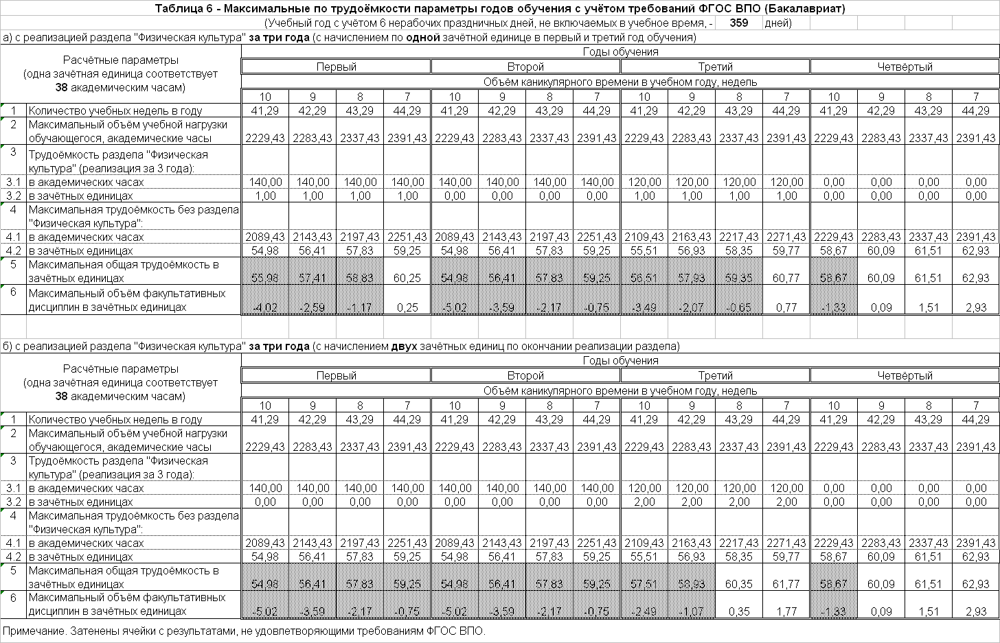 Таблица 6 - Максимальные по трудоёмкости параметры годов обучения с учётом требований ФГОС ВПО (Бакалавриат)
(Учебный год с учётом 6 нерабочих праздничных дней, не включаемых в учебное время, - 359 дней)
а) с реализацией раздела "Физическая культура" за три года (с начислением по одной зачётной единице в первый и третий год обучения)
Расчётные параметры
(одна зачётная единица соответствует
38 академическим часам)
Годы обучения
Первый Второй Третий Четвёртый
Объём каникулярного времени в учебном году, недель
10 9 8 7 10 9 8 7 10 9 8 7 10 9 8 7
1 Количество учебных недель в году 41,29 42,29 43,29 44,29 41,29 42,29 43,29 44,29 41,29 42,29 43,29 44,29 41,29 42,29 43,29 44,29
2 Максимальный объём учебной нагрузки
обучающегося, академические часы 2229,43 2283,43 2337,43 2391,43 2229,43 2283,43 2337,43 2391,43 2229,43 2283,43 2337,43 2391,43 2229,43 2283,43 2337,43 2391,43
3 Трудоёмкость раздела "Физическая
культура" (реализация за 3 года):
3.1 в академических часах 140,00 140,00 140,00 140,00 140,00 140,00 140,00 140,00 120,00 120,00 120,00 120,00 0,00 0,00 0,00 0,00
3.2 в зачётных единицах 1,00 1,00 1,00 1,00 0,00 0,00 0,00 0,00 1,00 1,00 1,00 1,00 0,00 0,00 0,00 0,00
4 Максимальная трудоёмкость без раздела
"Физическая культура":
4.1 в академических часах 2089,43 2143,43 2197,43 2251,43 2089,43 2143,43 2197,43 2251,43 2109,43 2163,43 2217,43 2271,43 2229,43 2283,43 2337,43 2391,43
4.2 в зачётных единицах 54,98 56,41 57,83 59,25 54,98 56,41 57,83 59,25 55,51 56,93 58,35 59,77 58,67 60,09 61,51 62,93
5 Максимальная общая трудоёмкость в
зачётных единицах 55,98 57,41 58,83 60,25 54,98 56,41 57,83 59,25 56,51 57,93 59,35 60,77 58,67 60,09 61,51 62,93
6 Максимальный объём факультативных
дисциплин в зачётных единицах -4,02 -2,59 -1,17 0,25 -5,02 -3,59 -2,17 -0,75 -3,49 -2,07 -0,65 0,77 -1,33 0,09 1,51 2,93
б) с реализацией раздела "Физическая культура" за три года (с начислением двух зачётных единиц по окончании реализации раздела)
Расчётные параметры
(одна зачётная единица соответствует
38 академическим часам)
Годы обучения
Первый Второй Третий Четвёртый
Объём каникулярного времени в учебном году, недель
10 9 8 7 10 9 8 7 10 9 8 7 10 9 8 7
1 Количество учебных недель в году 41,29 42,29 43,29 44,29 41,29 42,29 43,29 44,29 41,29 42,29 43,29 44,29 41,29 42,29 43,29 44,29
2 Максимальный объём учебной нагрузки
обучающегося, академические часы 2229,43 2283,43 2337,43 2391,43 2229,43 2283,43 2337,43 2391,43 2229,43 2283,43 2337,43 2391,43 2229,43 2283,43 2337,43 2391,43
3 Трудоёмкость раздела "Физическая
культура" (реализация за 3 года):
3.1 в академических часах 140,00 140,00 140,00 140,00 140,00 140,00 140,00 140,00 120,00 120,00 120,00 120,00 0,00 0,00 0,00 0,00
3.2 в зачётных единицах 0,00 0,00 0,00 0,00 0,00 0,00 0,00 0,00 2,00 2,00 2,00 2,00 0,00 0,00 0,00 0,00
4 Максимальная трудоёмкость без раздела
"Физическая культура":
4.1 в академических часах 2089,43 2143,43 2197,43 2251,43 2089,43 2143,43 2197,43 2251,43 2109,43 2163,43 2217,43 2271,43 2229,43 2283,43 2337,43 2391,43
4.2 в зачётных единицах 54,98 56,41 57,83 59,25 54,98 56,41 57,83 59,25 55,51 56,93 58,35 59,77 58,67 60,09 61,51 62,93
5 Максимальная общая трудоёмкость в
зачётных единицах 54,98 56,41 57,83 59,25 54,98 56,41 57,83 59,25 57,51 58,93 60,35 61,77 58,67 60,09 61,51 62,93
6 Максимальный объём факультативных
дисциплин в зачётных единицах -5,02 -3,59 -2,17 -0,75 -5,02 -3,59 -2,17 -0,75 -2,49 -1,07 0,35 1,77 -1,33 0,09 1,51 2,93
Примечание. Затенены ячейки с результатами, не удовлетворяющими требованиям ФГОС ВПО.